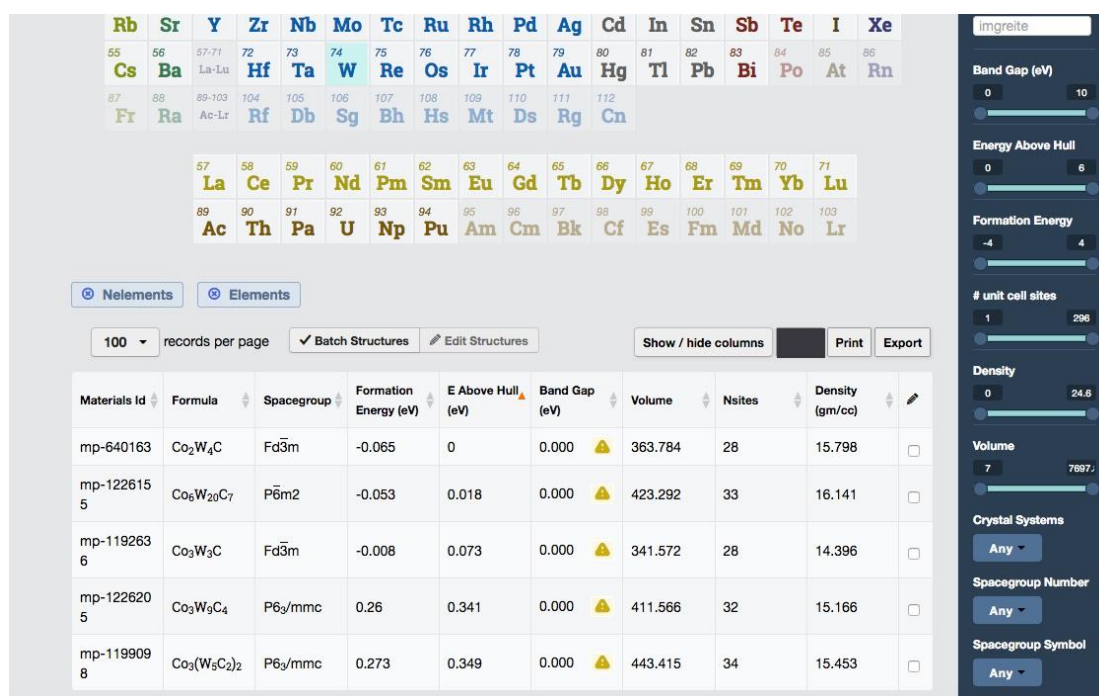 Rb Sr Y Zr Nb Mo Tc Ru Rh Pd Ag Cd In Sn Sb Te I Xe
55 56 57-71 72 73 74 75 76 77 78 79 80 81 82 83 84 85 86
Cs Ba La-Lu Hf Ta W Re Os Ir Pt Au Hg Tl Pb Bi Po At Rn
87 88 89-103 104 105 106 107 108 109 110 111 112
Fr Ra Ac-Lr Rf Db Sg Bh Hs Mt Ds Rg Cn
57 58 59 60 61 62 63 64 65 66 67 68 69 70 71
La Ce Pr Nd Pm Sm Eu Gd Tb Dy Ho Er Tm Yb Lu
89 90 91 92 93 94 95 96 97 98 99 100 101 102 103
Ac Th Pa U Np Pu Am Cm Bk Cf Es Fm Md No Lr
Nelements Elements
100 records per page Batch Structures Edit Structures Show / hide columns Print Export
Materials Id Formula Spacegroup Formation Energy (eV) E Above Hull (eV) Band Gap (eV) Volume Nsites Density (gm/cc)
mp-640163 Co₂W₄C Fd3̅m -0.065 0 0.000 363.784 28 15.798
mp-1226155 Co₆W₂₀C₇ P6̅m2 -0.053 0.018 0.000 423.292 33 16.141
mp-1192636 Co₃W₃C Fd3̅m -0.008 0.073 0.000 341.572 28 14.396
mp-1226205 Co₃W₉C₄ P6₃/mmc 0.26 0.341 0.000 411.566 32 15.166
mp-1199098 Co₃(W₅C₂)₂ P6₃/mmc 0.273 0.349 0.000 443.415 34 15.453
imgreite
Band Gap (eV)
0 10
Energy Above Hull
0 6
Formation Energy
-4 4
# unit cell sites
1 296
Density
0 24.6
Volume
7 7697.
Crystal Systems
Any
Spacegroup Number
Any
Spacegroup Symbol
Any